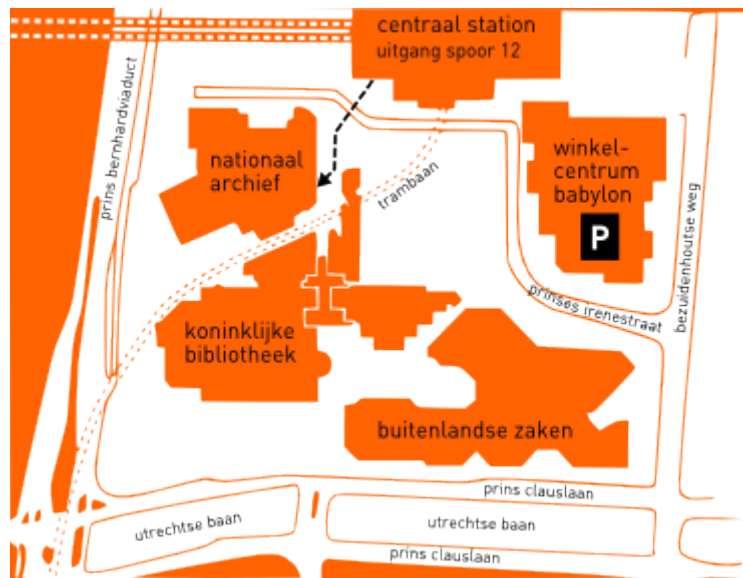 centraal station
uitgang spoor 12
prins bernhardviaduct
nationaal
archief
winkel-
centrum
babylon
P
trambaan
bezuidenhoutse weg
prinses irenestraat
koninklijke
bibliotheek
buitenlandse zaken
prins clauslaan
utrechtse baan
utrechtse baan
prins clauslaan